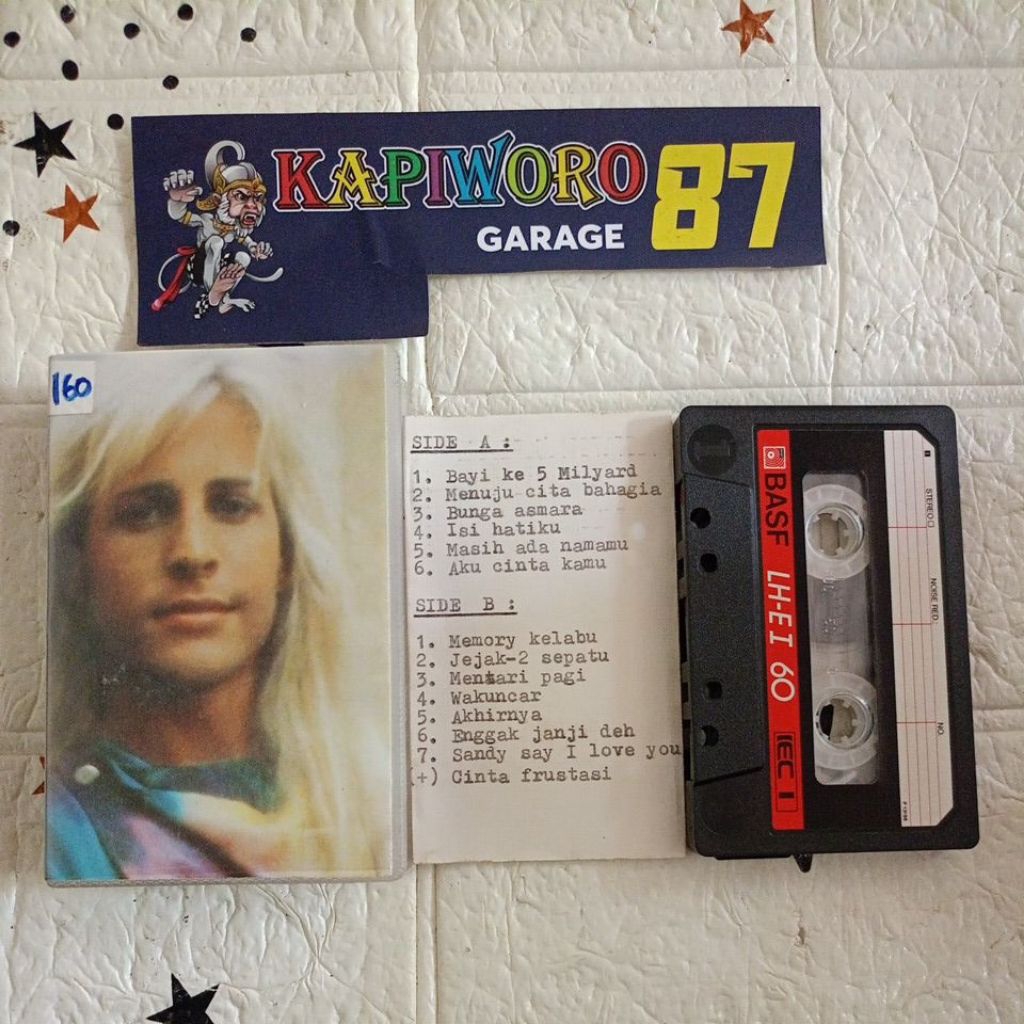 KAPIWORO 87
GARAGE
160
SIDE A :
1. Bayi ke 5 Milyard
2. Menuju cita bahagia
3. Bunga asmara
4. Isi hatiku
5. Masih ada namamu
6. Aku cinta kamu
SIDE B :
1. Memory kelabu
2. Jejak-2 sepatu
3. Mentari pagi
4. Wakuncar
5. Akhirnya
6. Enggak janji deh
7. Sandy say I love you
(+) Cinta frustasi
1
BASF LH-E I 60 IEC I
STEREO
NOISE RED.
NO.